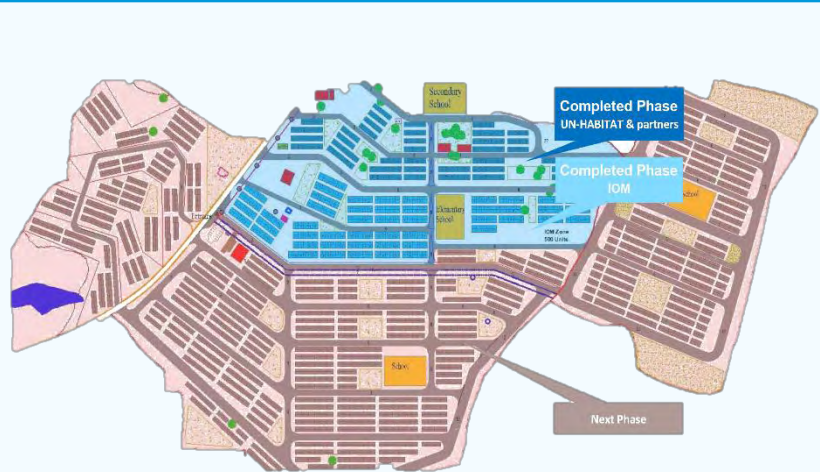 Secondary
School
Completed Phase
UN-HABITAT & partners
Completed Phase
IOM
School
Elementary
School
IOM Zone
500 Units
School
Next Phase